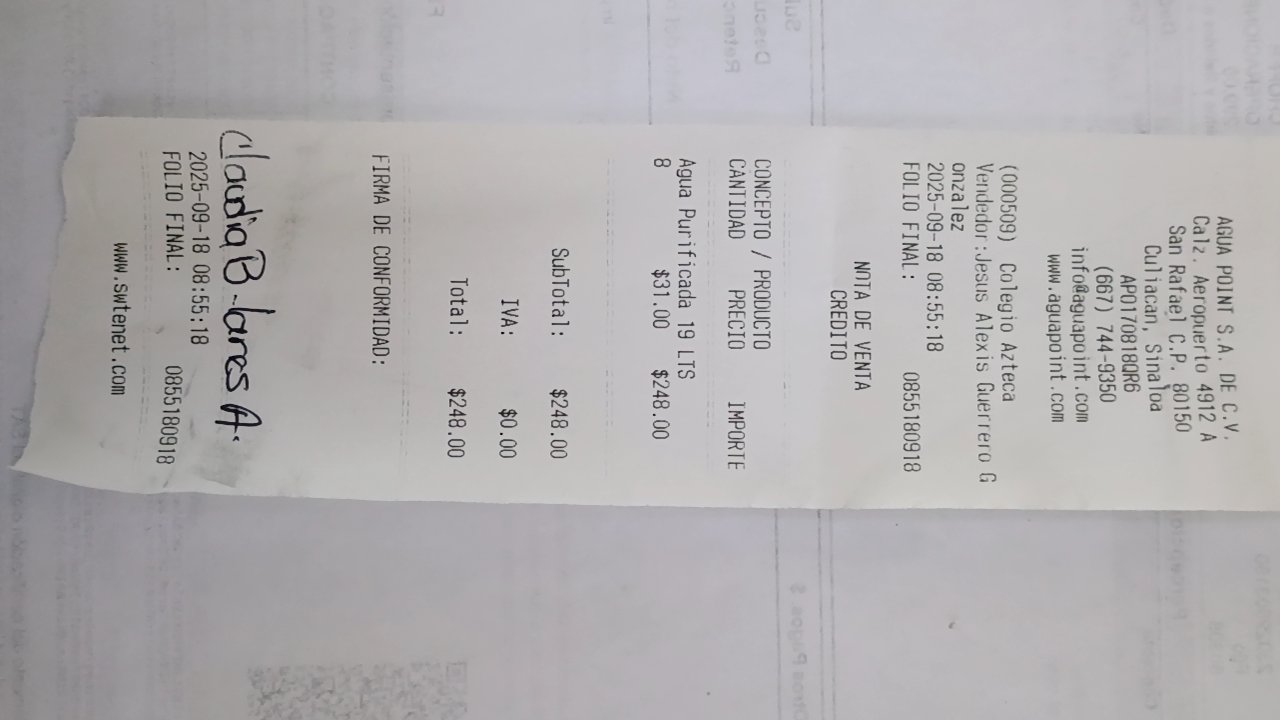 AGUA POINT S.A. DE C.V.
Calz. Aeropuerto 4912 A
San Rafael C.P. 80150
Culiacan, Sinaloa
APO170818QR6
(667) 744-9350
info@aguapoint.com
www.aguapoint.com
(000509) Colegio Azteca
Vendedor:Jesus Alexis Guerrero G
onzalez
2025-09-18 08:55:18
FOLIO FINAL: 0855180918
NOTA DE VENTA
CREDITO
CONCEPTO / PRODUCTO
CANTIDAD PRECIO IMPORTE
Agua Purificada 19 LTS
8 $31.00 $248.00
SubTotal: $248.00
IVA: $0.00
Total: $248.00
FIRMA DE CONFORMIDAD:
Claudia B. Lares A.
2025-09-18 08:55:18
FOLIO FINAL: 0855180918
www.swtenet.com